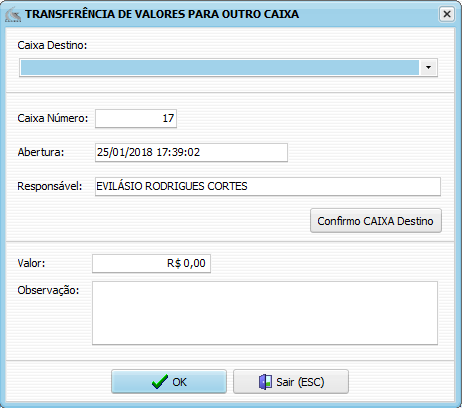 TRANSFERÊNCIA DE VALORES PARA OUTRO CAIXA
Caixa Destino:
Caixa Número: 17
Abertura: 25/01/2018 17:39:02
Responsável: EVILÁSIO RODRIGUES CORTES
Confirmo CAIXA Destino
Valor: R$ 0,00
Observação:
OK Sair (ESC)